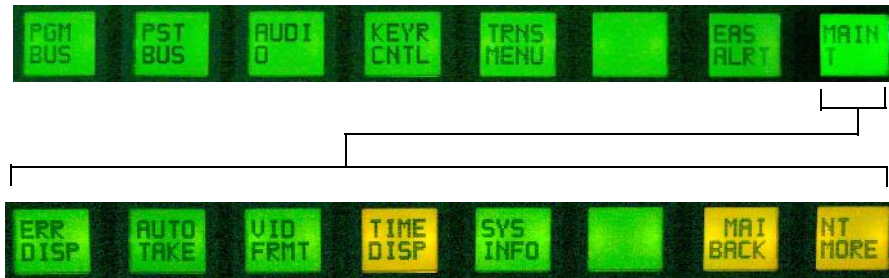 PGM PST AUDI KEYR TRNS EAS MAIN
BUS BUS O CNTL MENU ALRT T
ERR AUTO VID TIME SYS MAI NT
DISP TAKE FRMT DISP INFO BACK MORE